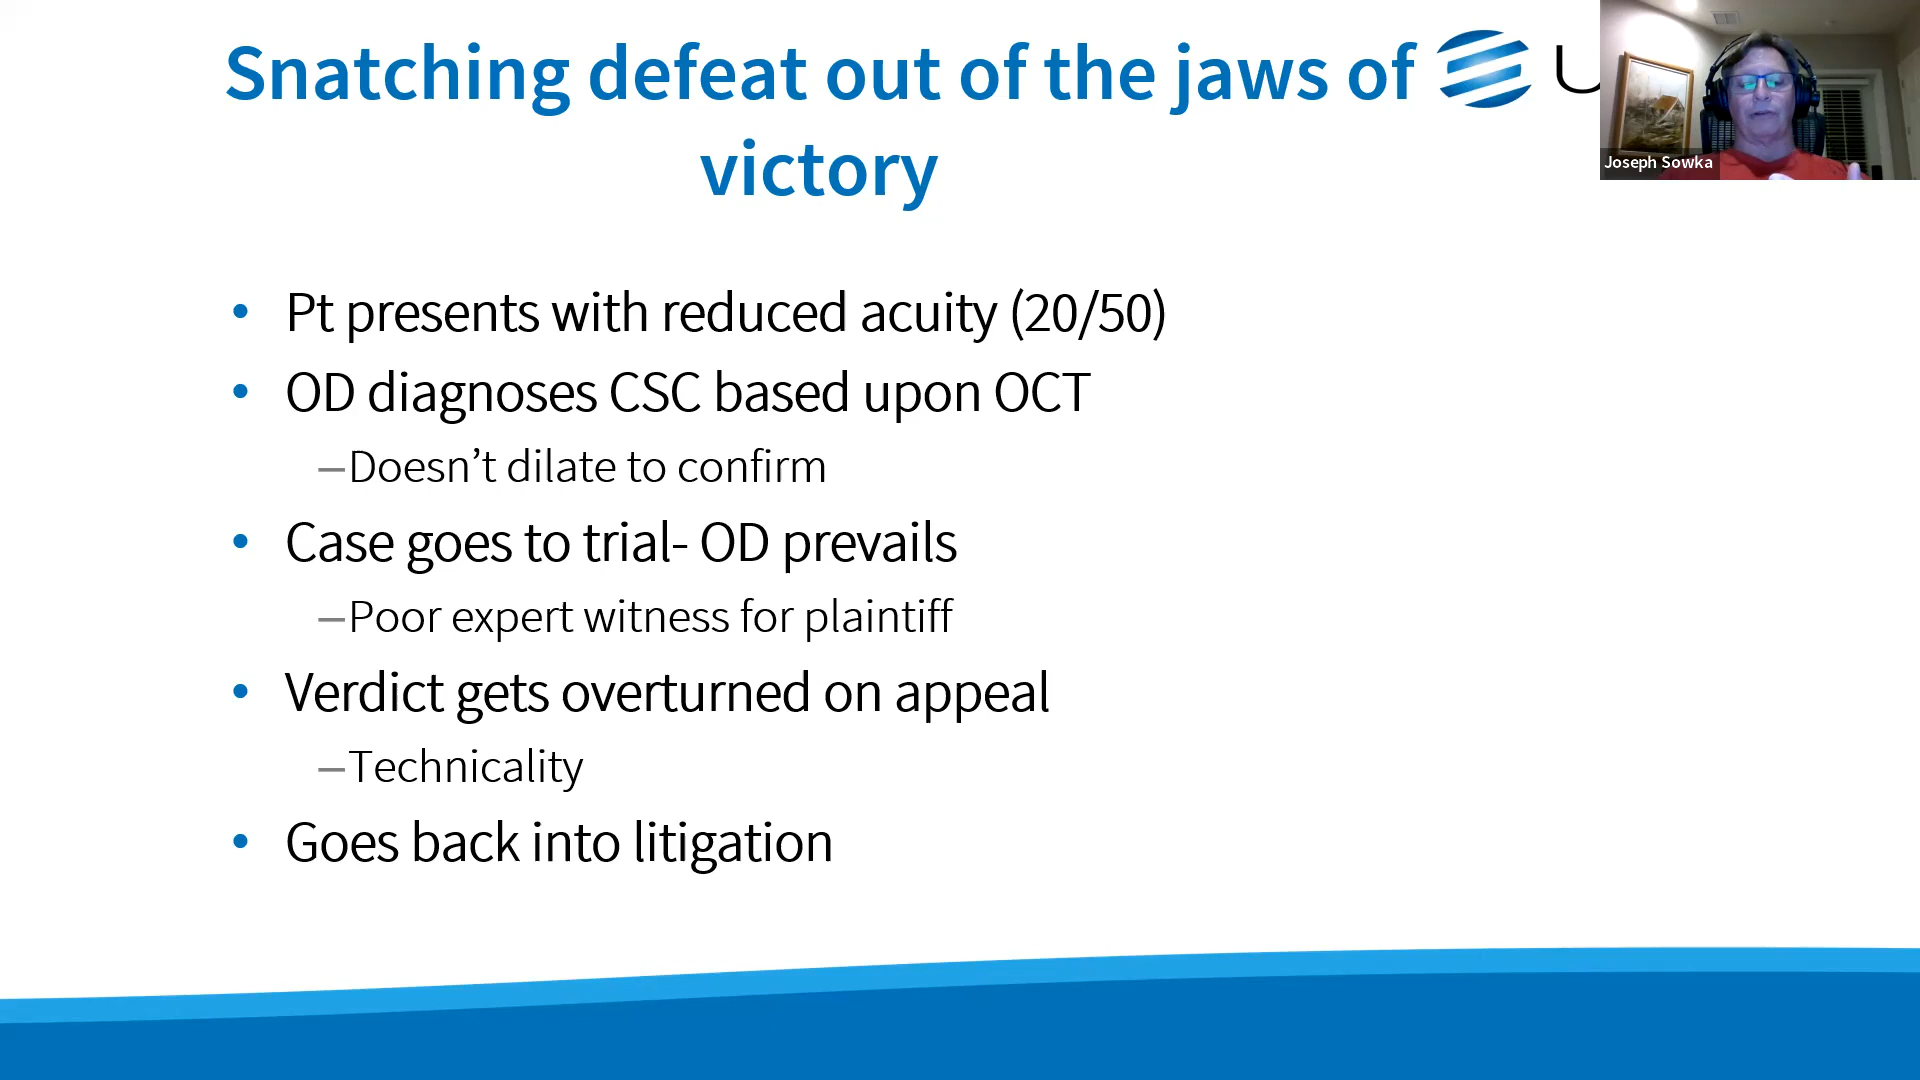 Snatching defeat out of the jaws of
victory
U
Joseph Sowka
• Pt presents with reduced acuity (20/50)
• OD diagnoses CSC based upon OCT
–Doesn’t dilate to confirm
• Case goes to trial- OD prevails
–Poor expert witness for plaintiff
• Verdict gets overturned on appeal
–Technicality
• Goes back into litigation